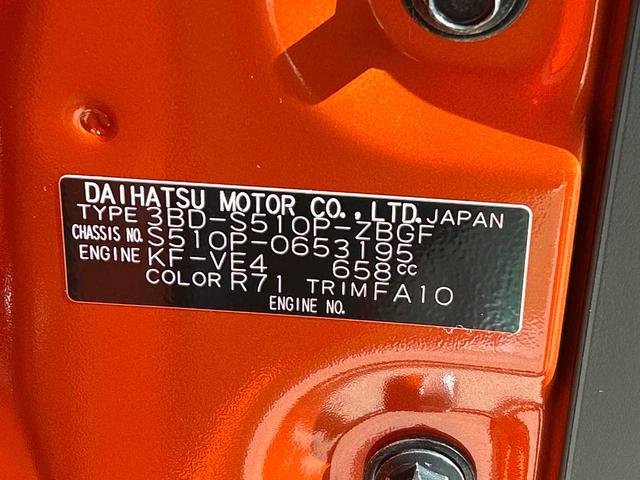 DAIHATSU MOTOR CO., LTD. JAPAN
TYPE 3BD-S510P-ZBGF
CHASSIS NO. S510P-0653195
ENGINE KF-VE4 658cc
COLOR R71 TRIM FA10
ENGINE NO.